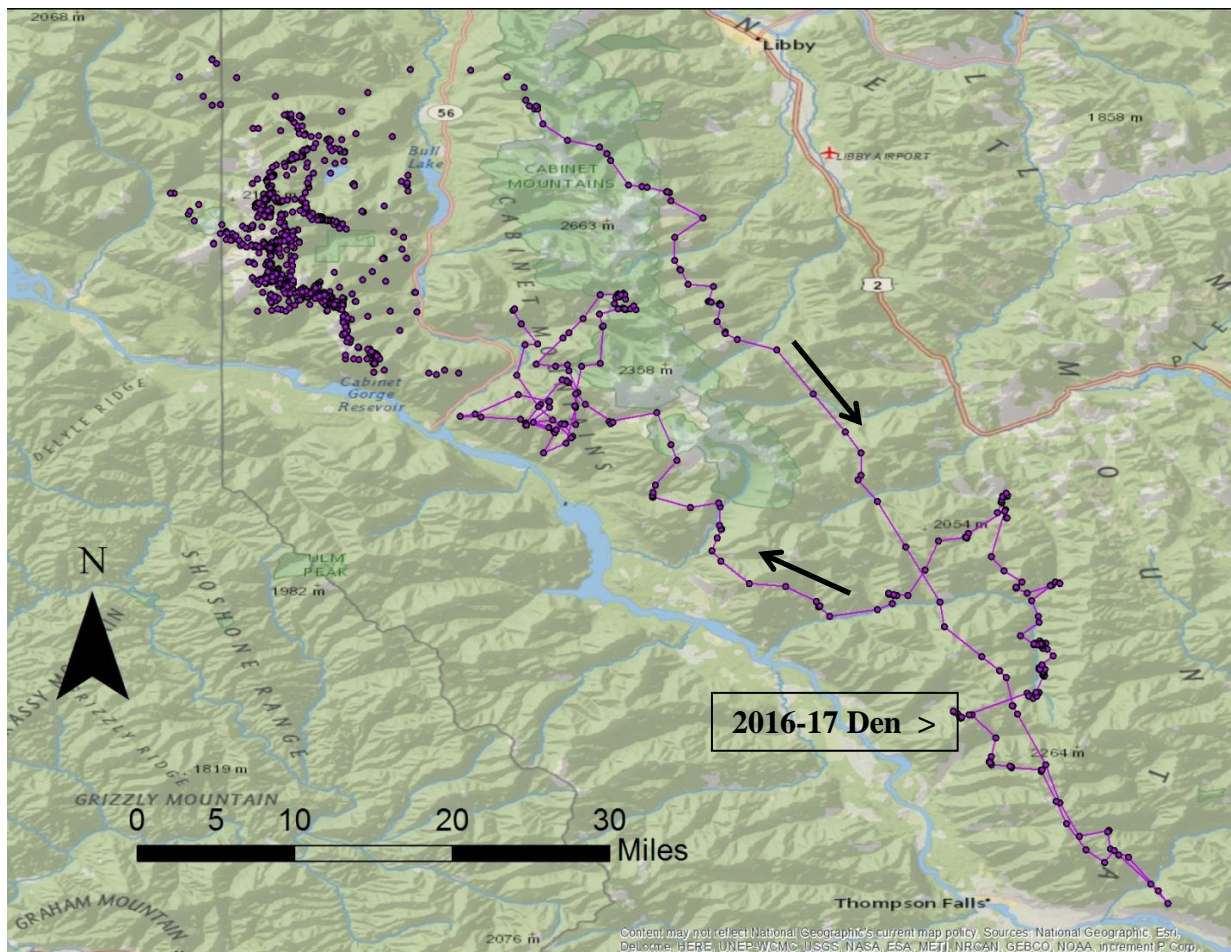 2068 m
Libby
56
1858 m
LIBBY AIRPORT
Bull
Lake
CABINET
MOUNTAINS
2663 m
CABINET MOUNTAINS
2
2358 m
Cabinet
Gorge
Resevoir
DELYLE RIDGE
2054 m
N
ULM
PEAK
1982 m
SHOSHONE RANGE
GRIZZLY RIDGE
2016-17 Den >
2264 m
1819 m
GRIZZLY MOUNTAIN
0 5 10 20 30
Miles
GRAHAM MOUNTAIN
2076 m
Thompson Falls
Content may not reflect National Geographic's current map policy. Sources: National Geographic, Esri,
DeLorme, HERE, UNEP-WCMC, USGS, NASA, ESA, METI, NRCAN, GEBCO, NOAA, increment P Corp.